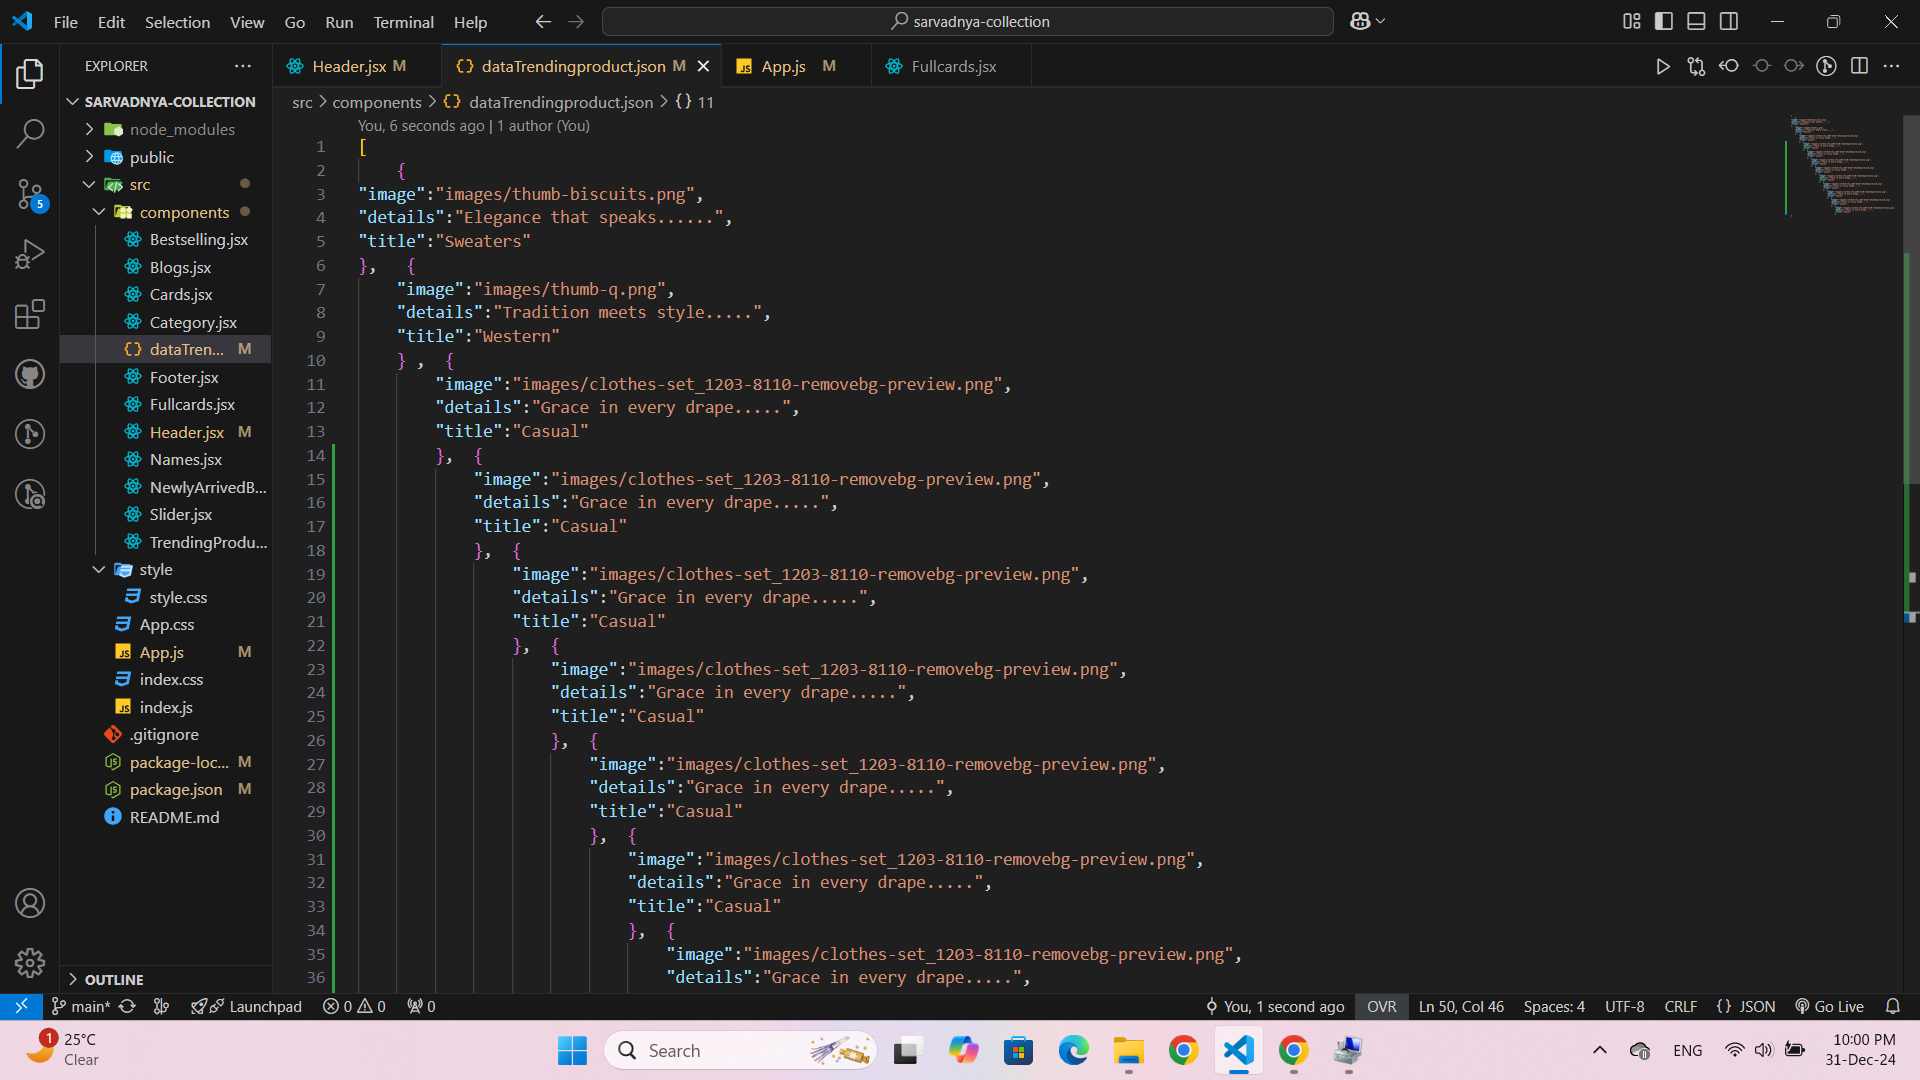 File Edit Selection View Go Run Terminal Help
sarvadnya-collection
EXPLORER
Header.jsx M
dataTrendingproduct.json M
App.js M
Fullcards.jsx
SARVADNYA-COLLECTION
node_modules
public
src
components
Bestselling.jsx
Blogs.jsx
Cards.jsx
Category.jsx
dataTren... M
Footer.jsx
Fullcards.jsx
Header.jsx M
Names.jsx
NewlyArrivedB...
Slider.jsx
TrendingProdu...
style
style.css
App.css
App.js M
index.css
index.js
.gitignore
package-loc... M
package.json M
README.md
OUTLINE
src > components > {} dataTrendingproduct.json > {} 11
You, 6 seconds ago | 1 author (You)
1 [
2 {
3 "image":"images/thumb-biscuits.png",
4 "details":"Elegance that speaks......",
5 "title":"Sweaters"
6 }, {
7 "image":"images/thumb-q.png",
8 "details":"Tradition meets style.....",
9 "title":"Western"
10 } , {
11 "image":"images/clothes-set_1203-8110-removebg-preview.png",
12 "details":"Grace in every drape.....",
13 "title":"Casual"
14 }, {
15 "image":"images/clothes-set_1203-8110-removebg-preview.png",
16 "details":"Grace in every drape.....",
17 "title":"Casual"
18 }, {
19 "image":"images/clothes-set_1203-8110-removebg-preview.png",
20 "details":"Grace in every drape.....",
21 "title":"Casual"
22 }, {
23 "image":"images/clothes-set_1203-8110-removebg-preview.png",
24 "details":"Grace in every drape.....",
25 "title":"Casual"
26 }, {
27 "image":"images/clothes-set_1203-8110-removebg-preview.png",
28 "details":"Grace in every drape.....",
29 "title":"Casual"
30 }, {
31 "image":"images/clothes-set_1203-8110-removebg-preview.png",
32 "details":"Grace in every drape.....",
33 "title":"Casual"
34 }, {
35 "image":"images/clothes-set_1203-8110-removebg-preview.png",
36 "details":"Grace in every drape.....",
5
main* Launchpad 0 0 0
You, 1 second ago OVR Ln 50, Col 46 Spaces: 4 UTF-8 CRLF {} JSON Go Live
1
25°C
Clear
Search
ENG
10:00 PM
31-Dec-24